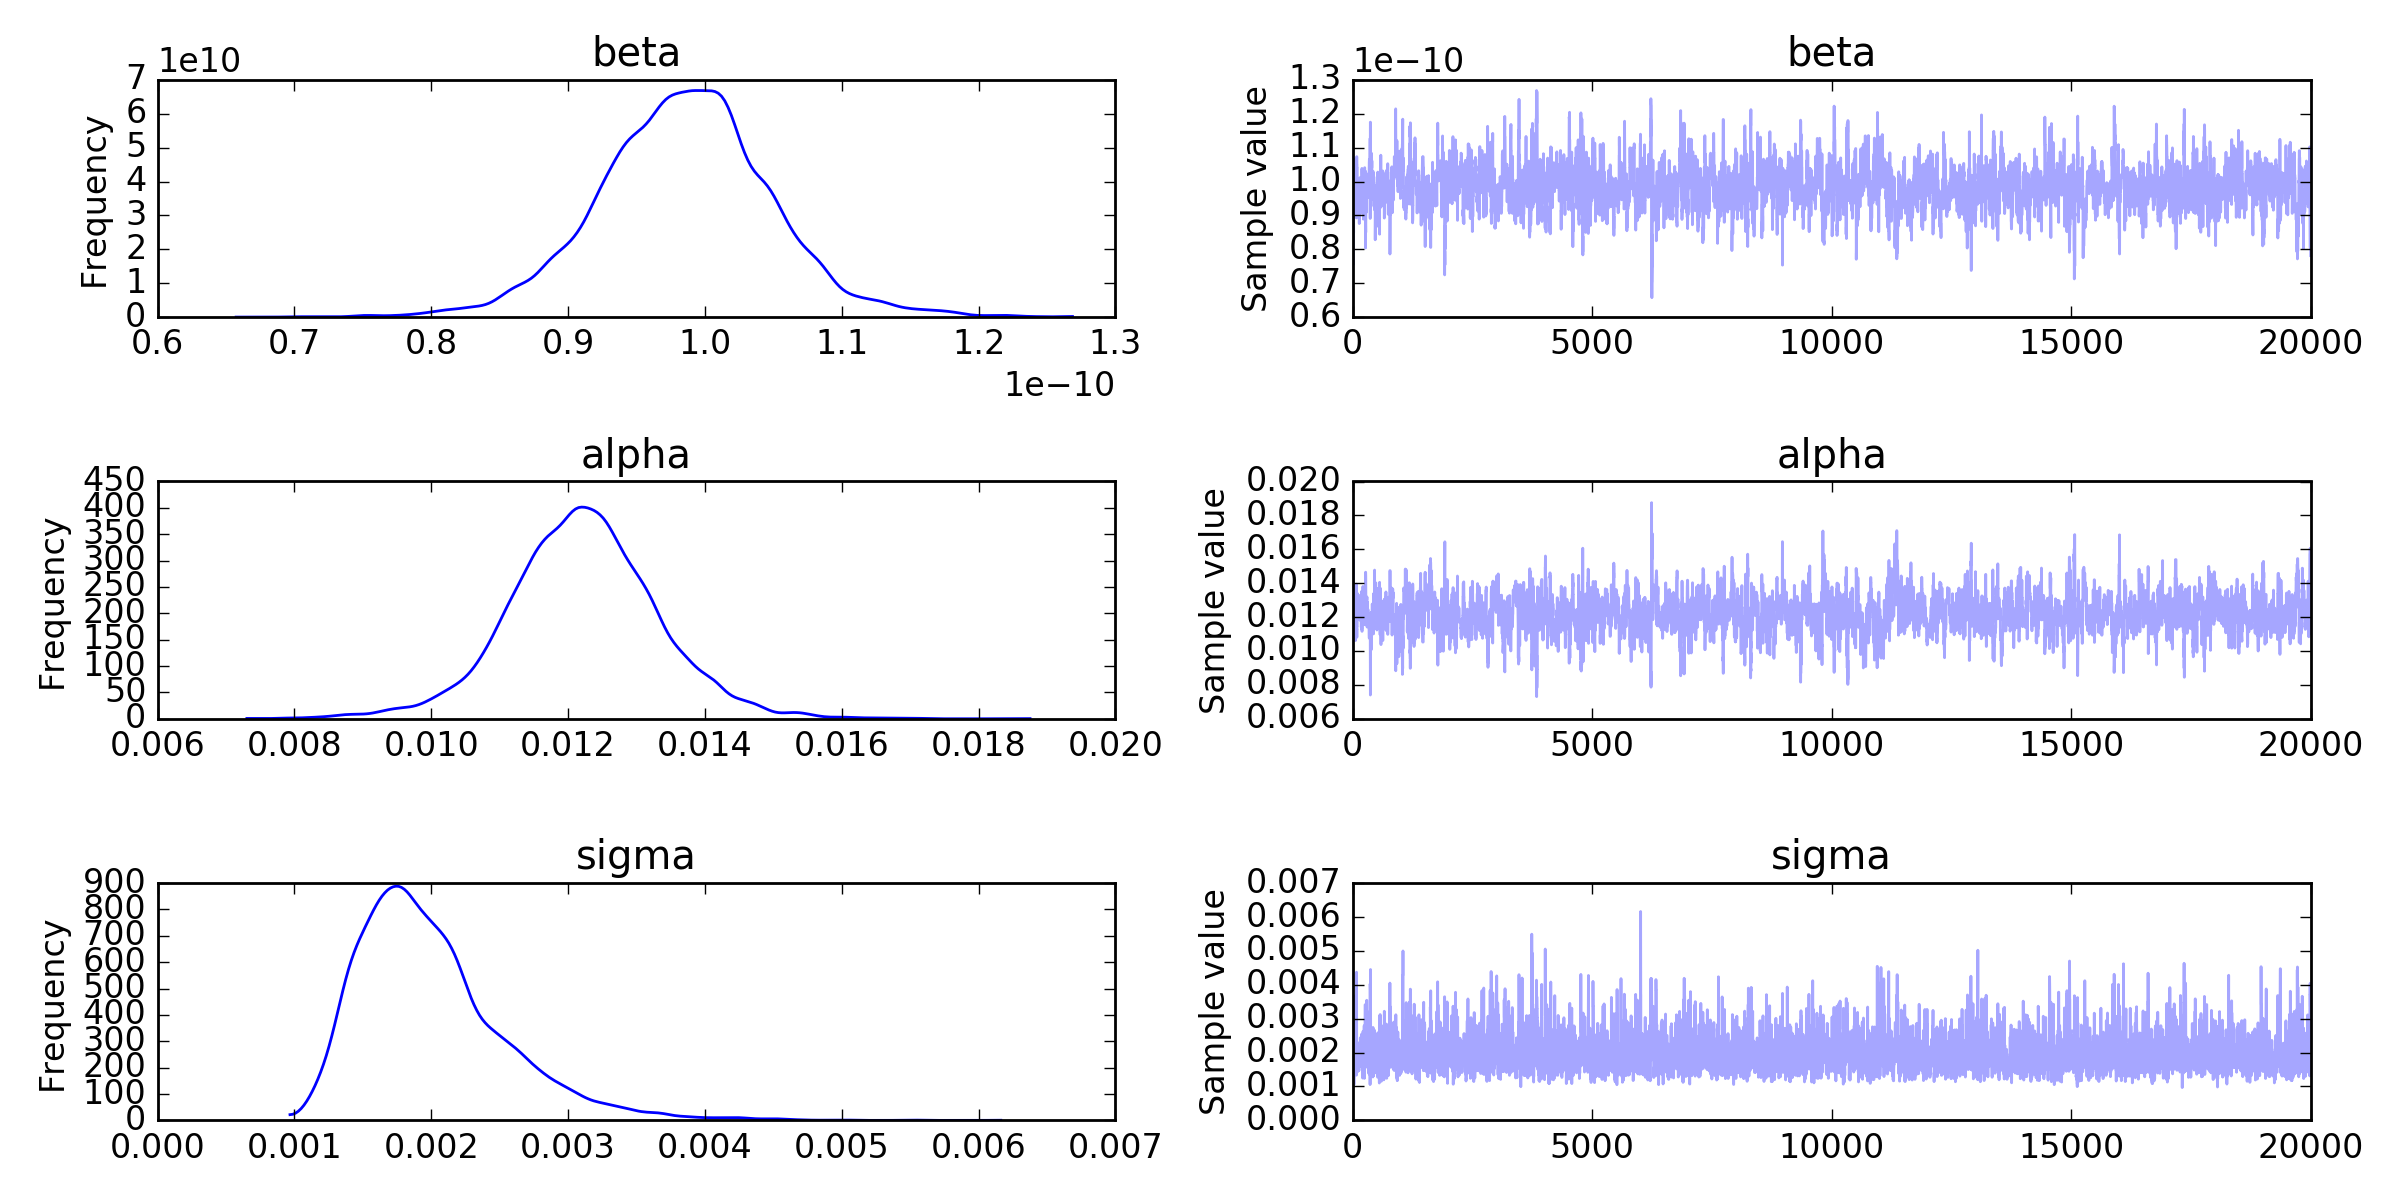 beta
1e10
7
6
5
4
3
2
1
0
Frequency
0.6 0.7 0.8 0.9 1.0 1.1 1.2 1.3
1e−10
beta
1e−10
1.3
1.2
1.1
1.0
0.9
0.8
0.7
0.6
Sample value
0 5000 10000 15000 20000
alpha
450
400
350
300
250
200
150
100
50
0
Frequency
0.006 0.008 0.010 0.012 0.014 0.016 0.018 0.020
alpha
0.020
0.018
0.016
0.014
0.012
0.010
0.008
0.006
Sample value
0 5000 10000 15000 20000
sigma
900
800
700
600
500
400
300
200
100
0
Frequency
0.000 0.001 0.002 0.003 0.004 0.005 0.006 0.007
sigma
0.007
0.006
0.005
0.004
0.003
0.002
0.001
0.000
Sample value
0 5000 10000 15000 20000